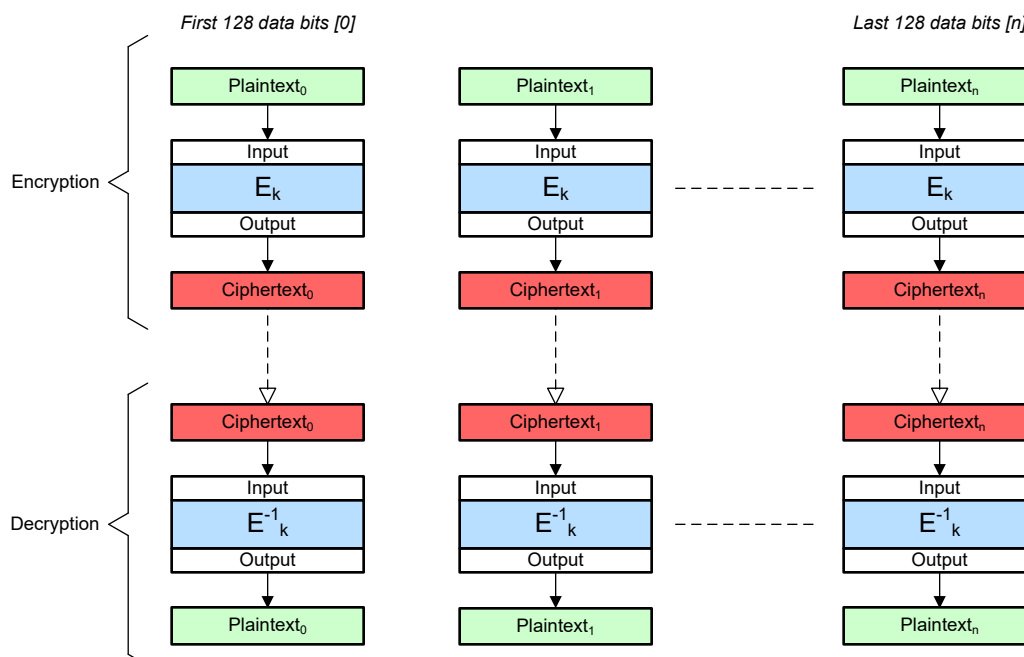 First 128 data bits [0] Last 128 data bits [n]
Plaintext₀ Plaintext₁ Plaintextₙ
Input Input Input
Encryption Eₖ Eₖ Eₖ
Output Output Output
Ciphertext₀ Ciphertext₁ Ciphertextₙ
Ciphertext₀ Ciphertext₁ Ciphertextₙ
Input Input Input
Decryption E⁻¹ₖ E⁻¹ₖ E⁻¹ₖ
Output Output Output
Plaintext₀ Plaintext₁ Plaintextₙ